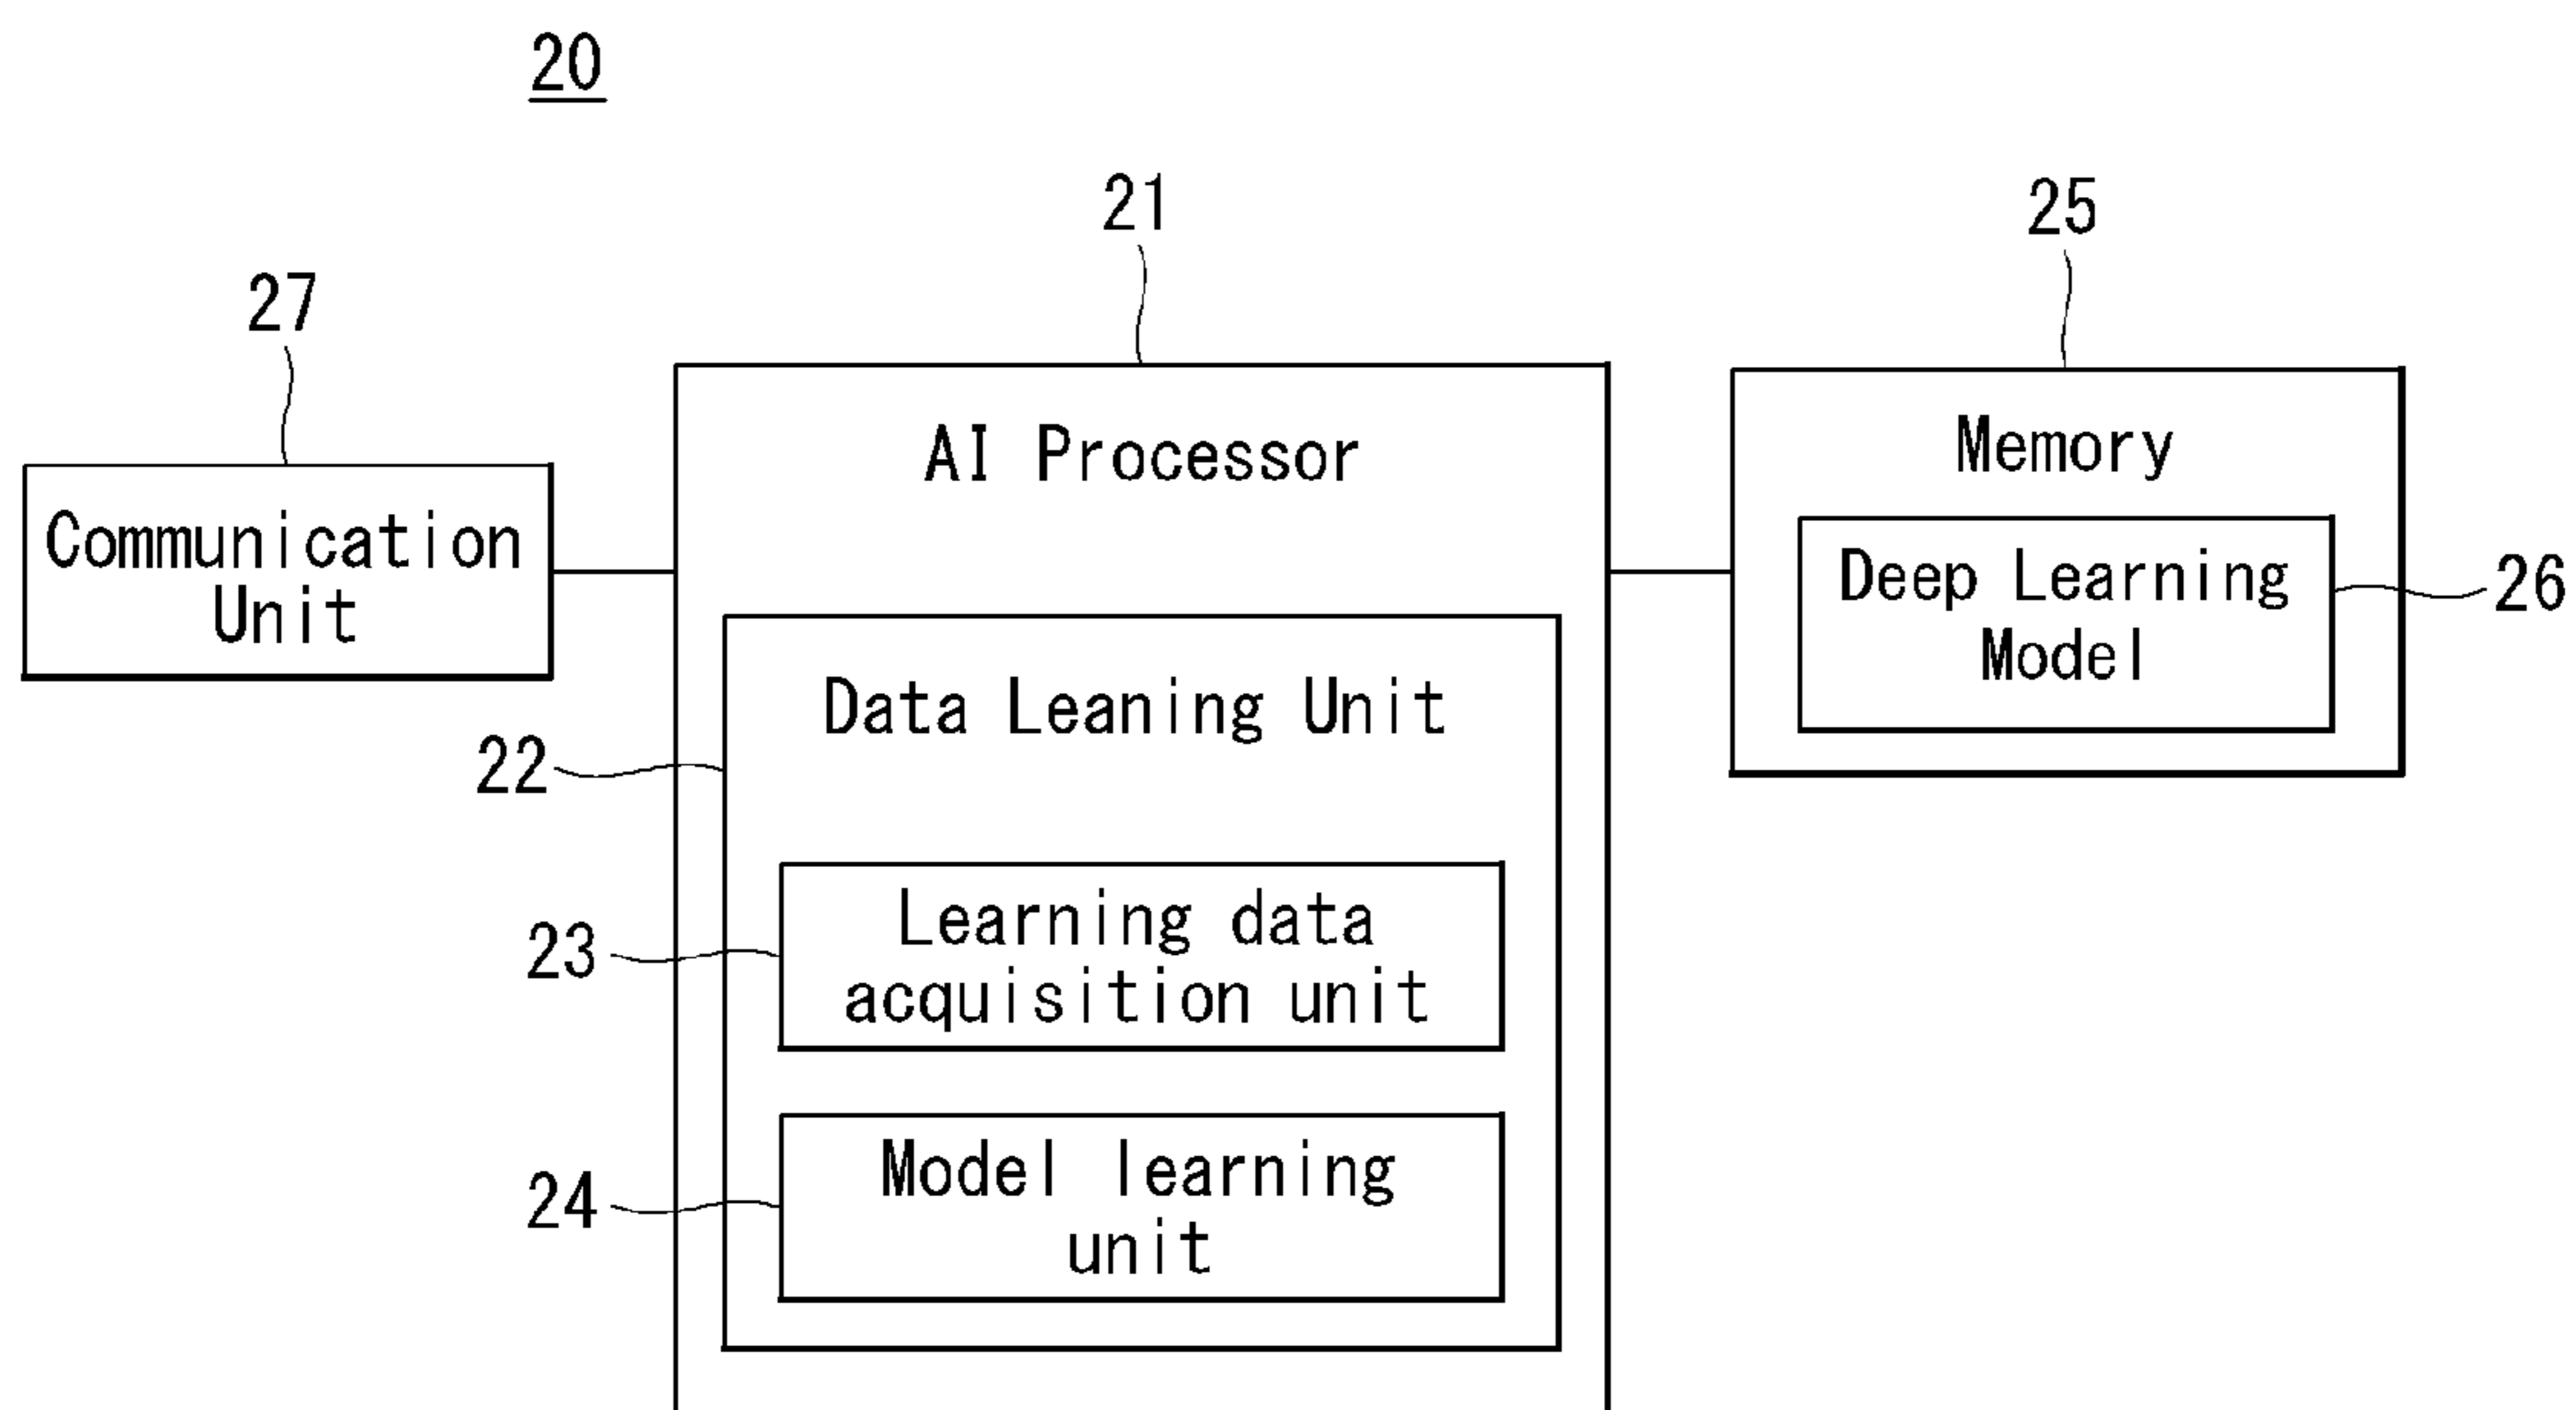 20
21
25
27
AI Processor
Memory
Communication
Unit
Deep Learning
Model
26
Data Leaning Unit
22
Learning data
acquisition unit
23
Model learning
unit
24